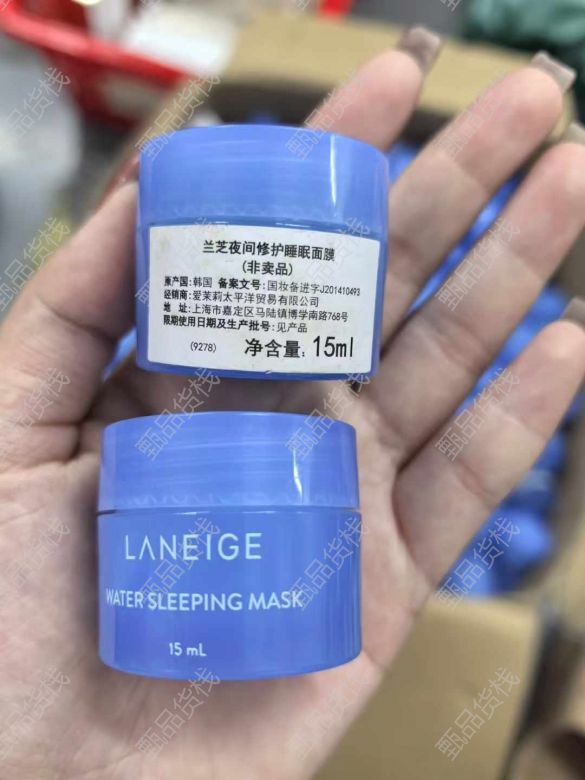 兰芝夜间修护睡眠面膜
(非卖品)
原产国:韩国 备案文号:国妆备进字J201410493
经销商:爱茉莉太平洋贸易有限公司
地 址:上海市嘉定区马陆镇博学南路768号
限期使用日期及生产批号:见产品
(9278) 净含量: 15ml
LANEIGE
WATER SLEEPING MASK
15 mL
甄品货栈